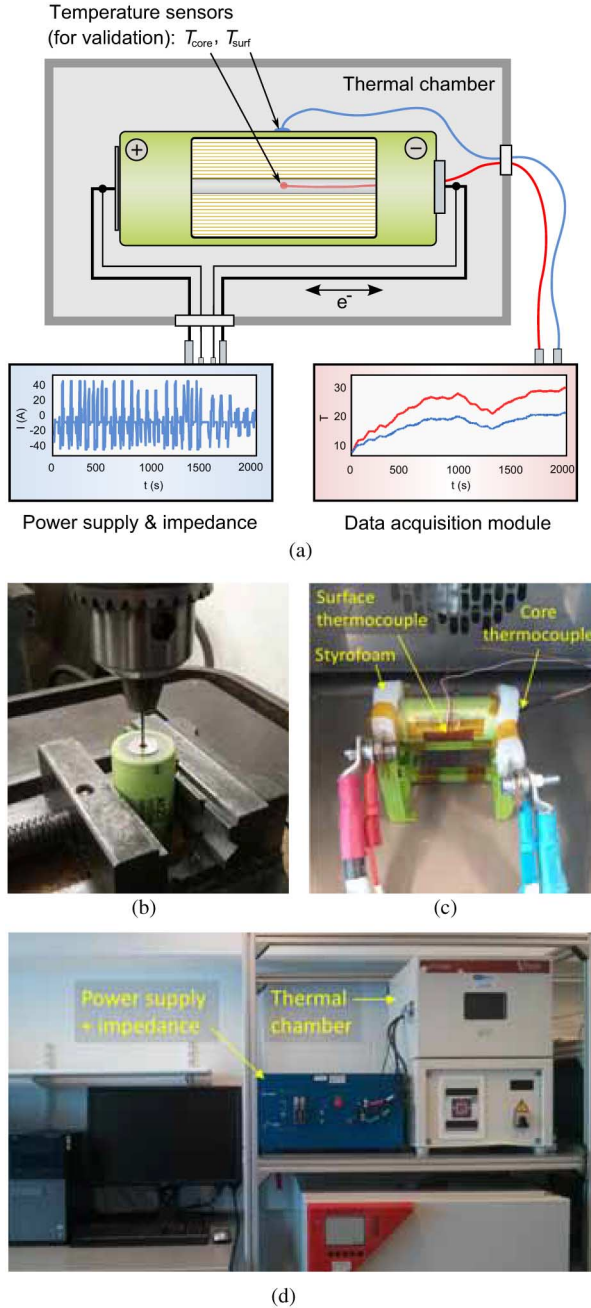 Temperature sensors
(for validation): Tcore, Tsurf
Thermal chamber
+
−
e-
I (A)
40
20
0
-20
-40
0
500
1000
1500
2000
t (s)
T
30
20
10
0
500
1000
1500
2000
t (s)
Power supply & impedance
Data acquisition module
(a)
Surface
thermocouple
Core
thermocouple
Styrofoam
(b)
(c)
Power supply
+ impedance
Thermal
chamber
(d)